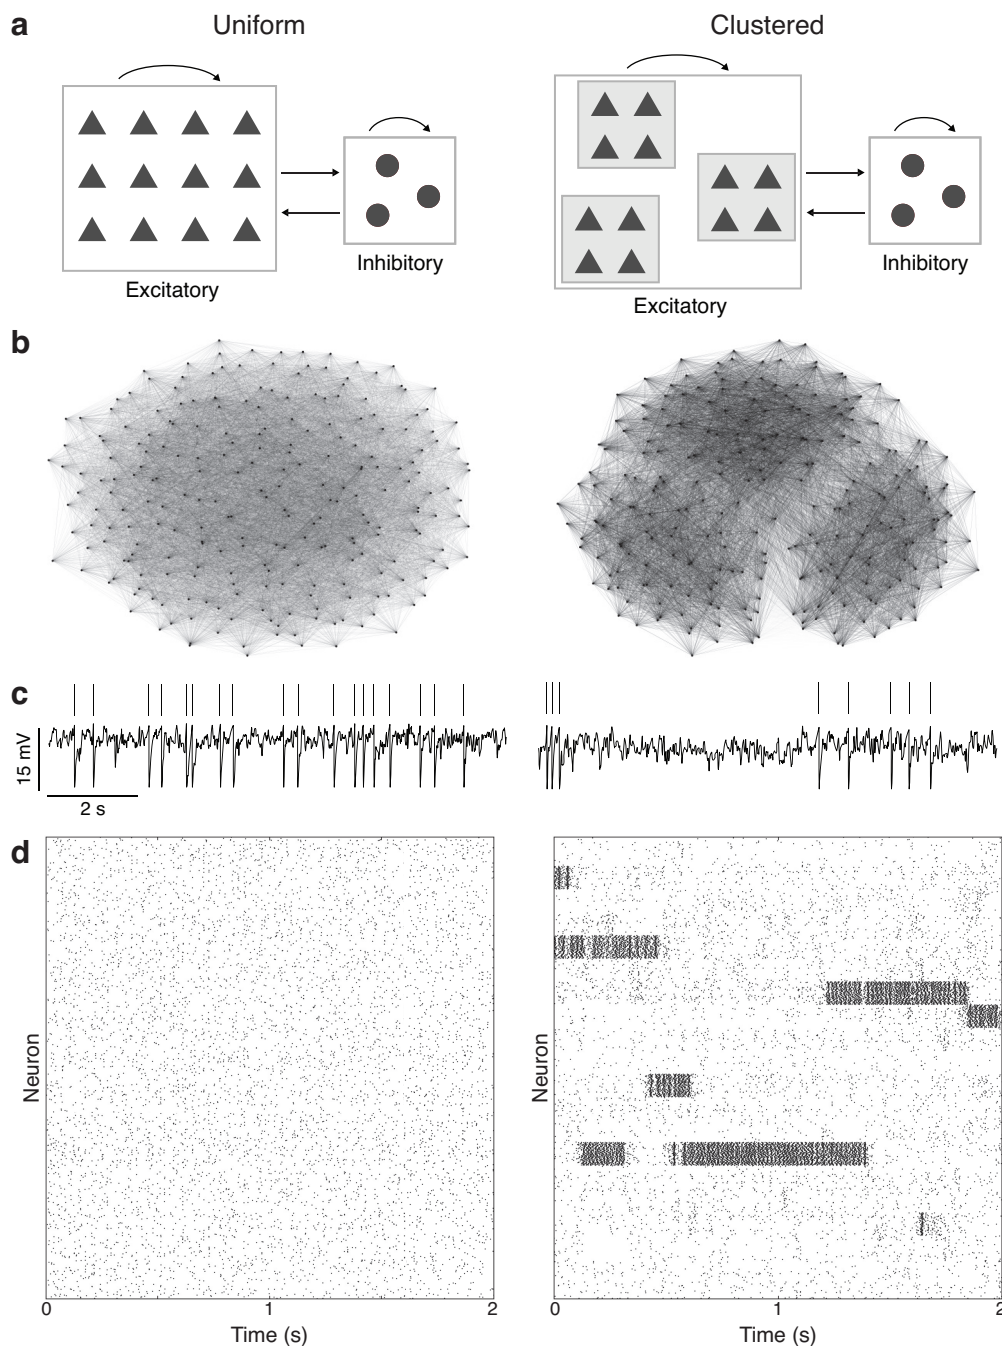 a
Uniform
Clustered
Excitatory
Inhibitory
Excitatory
Inhibitory
b
c
15 mV
2 s
d
Neuron
Neuron
0
1
2
0
1
2
Time (s)
Time (s)